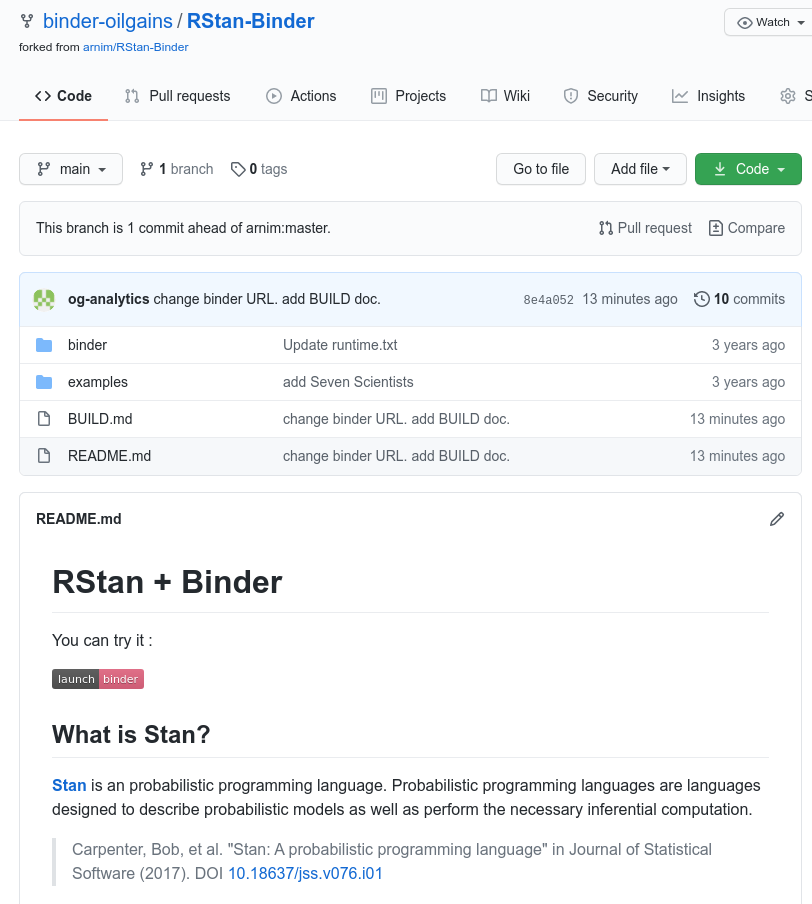 binder-oilgains / RStan-Binder
Watch
forked from arnim/RStan-Binder
Code Pull requests Actions Projects Wiki Security Insights S
main 1 branch 0 tags Go to file Add file Code
This branch is 1 commit ahead of arnim:master. Pull request Compare
og-analytics change binder URL. add BUILD doc. 8e4a052 13 minutes ago 10 commits
binder Update runtime.txt 3 years ago
examples add Seven Scientists 3 years ago
BUILD.md change binder URL. add BUILD doc. 13 minutes ago
README.md change binder URL. add BUILD doc. 13 minutes ago
README.md
RStan + Binder
You can try it :
launch binder
What is Stan?
Stan is an probabilistic programming language. Probabilistic programming languages are languages
designed to describe probabilistic models as well as perform the necessary inferential computation.
Carpenter, Bob, et al. "Stan: A probabilistic programming language" in Journal of Statistical
Software (2017). DOI 10.18637/jss.v076.i01